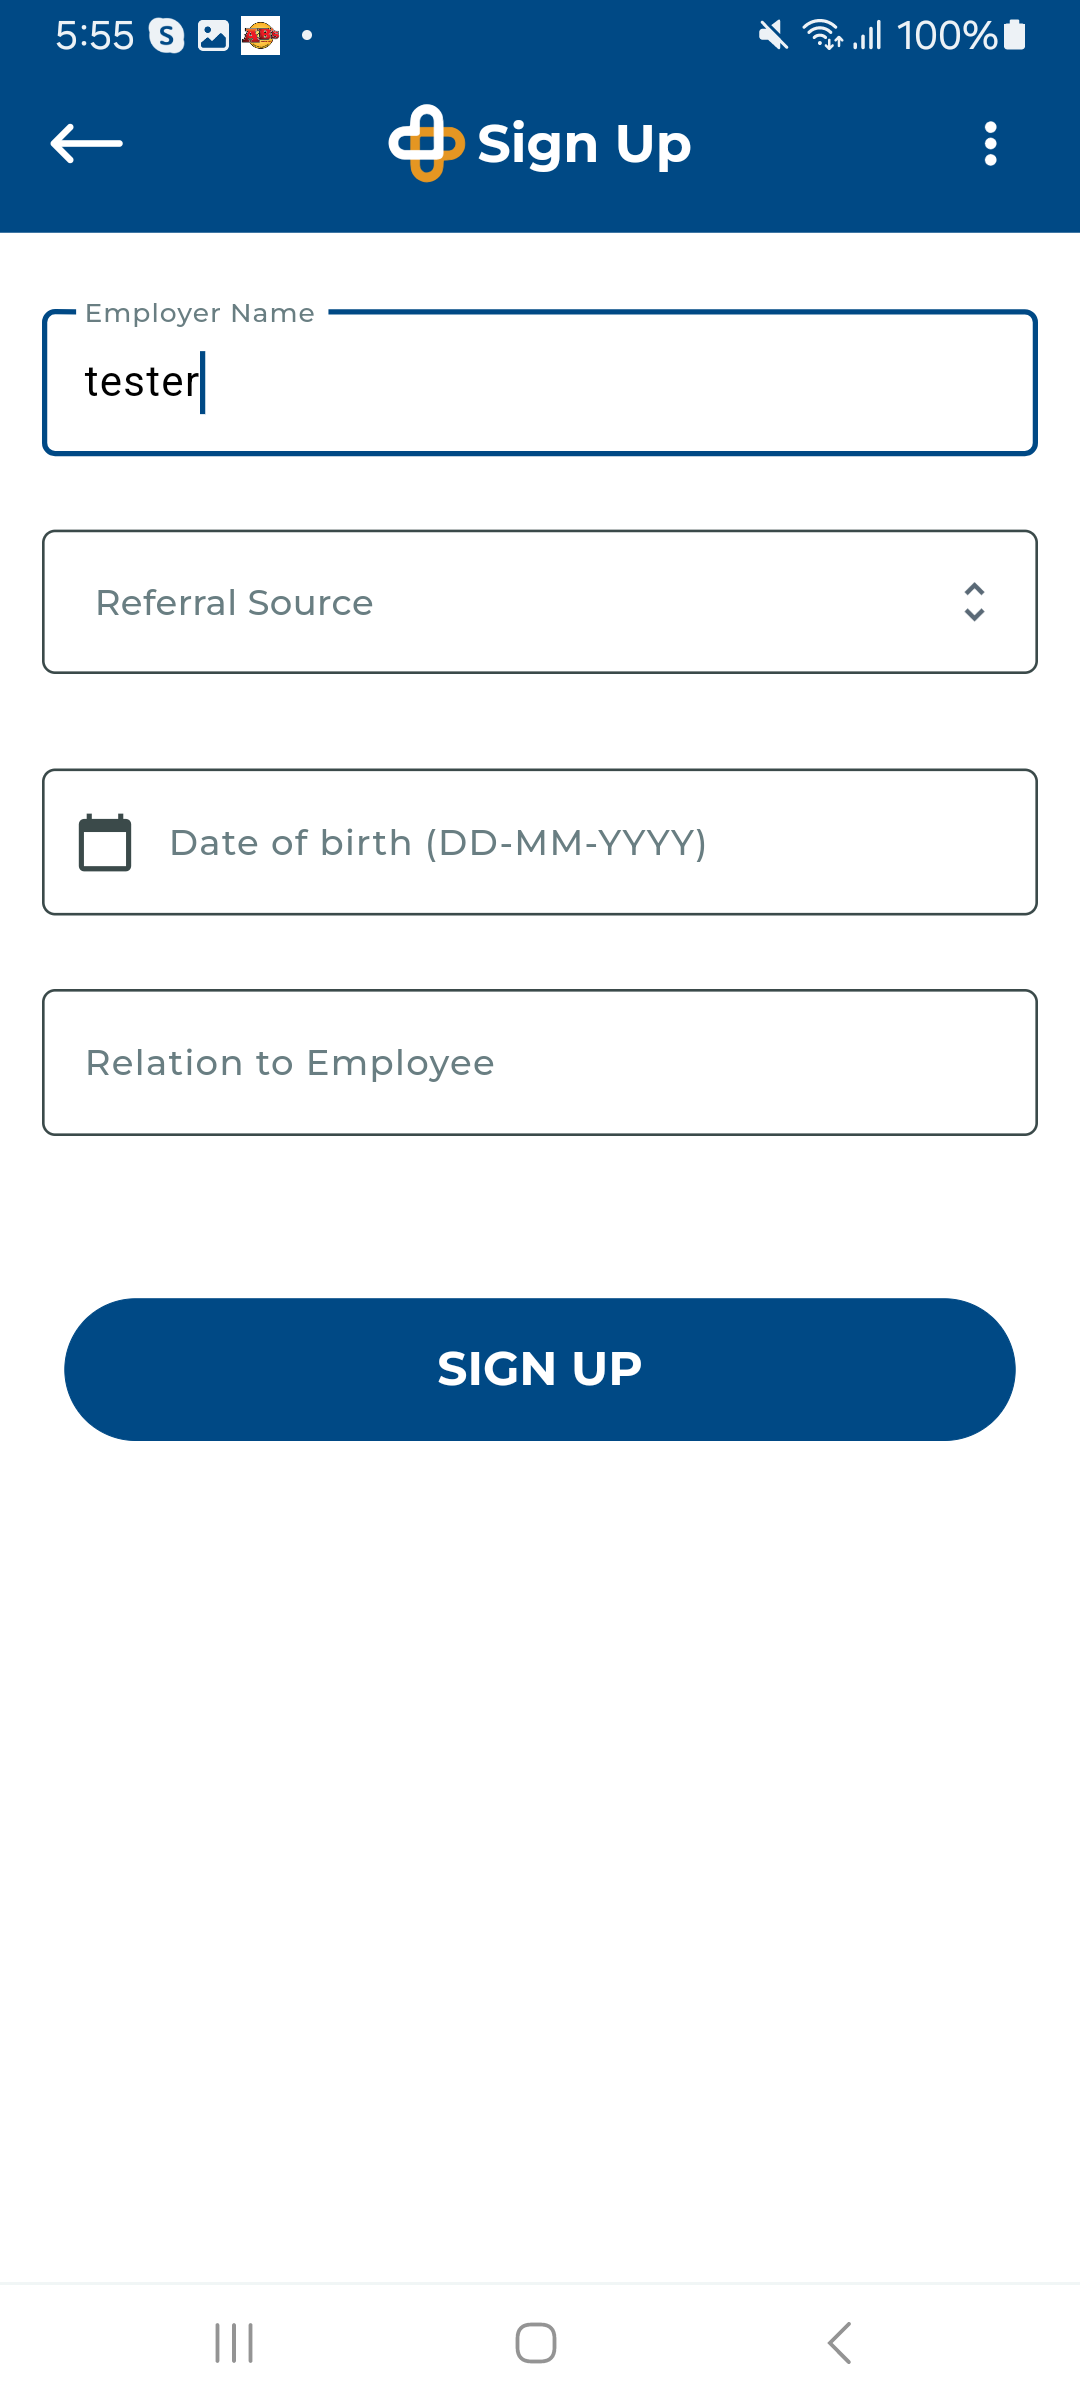 5:55 S ABs 100%
Sign Up
Employer Name
tester
Referral Source
Date of birth (DD-MM-YYYY)
Relation to Employee
SIGN UP